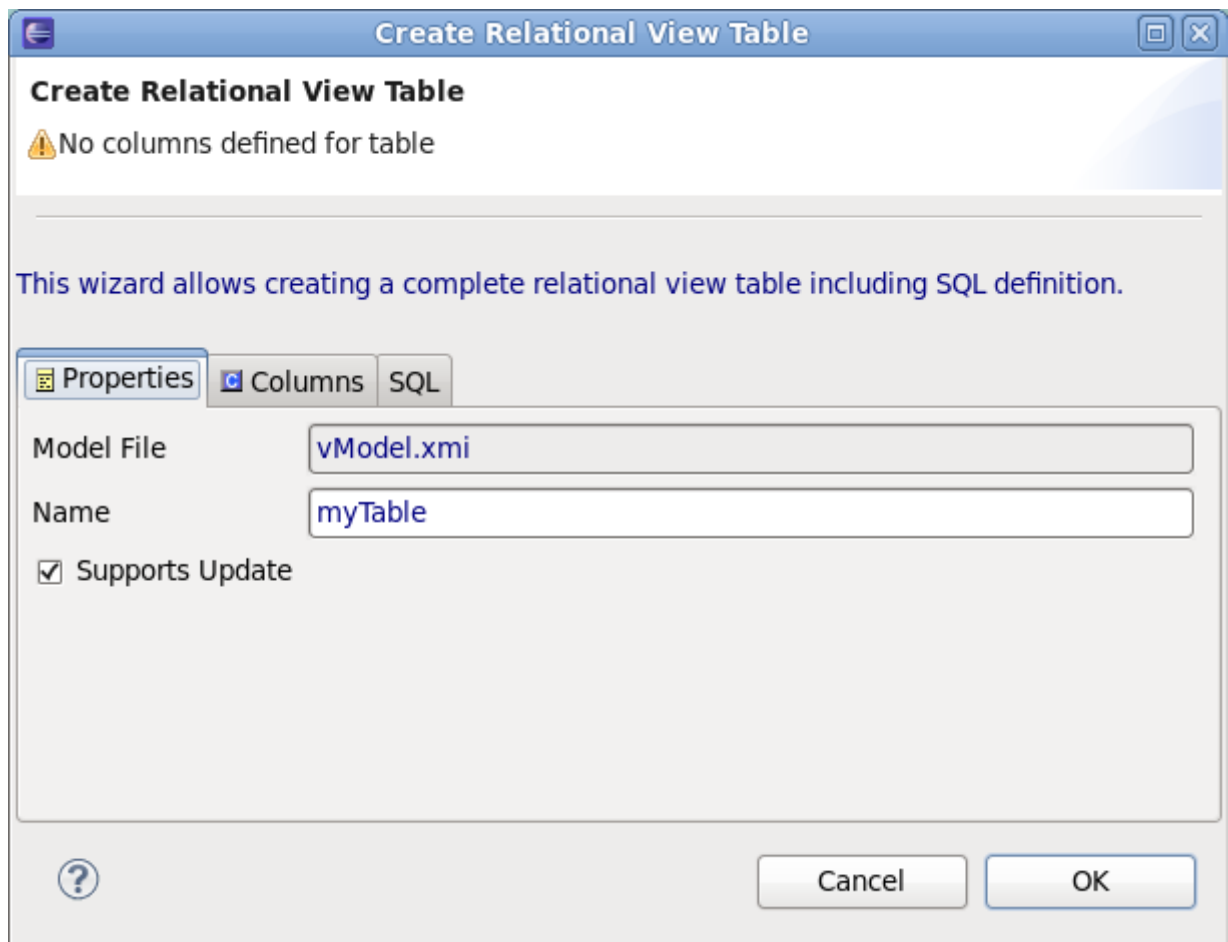 Create Relational View Table
Create Relational View Table
No columns defined for table
This wizard allows creating a complete relational view table including SQL definition.
Properties
Columns
SQL
Model File
vModel.xmi
Name
myTable
Supports Update
Cancel
OK